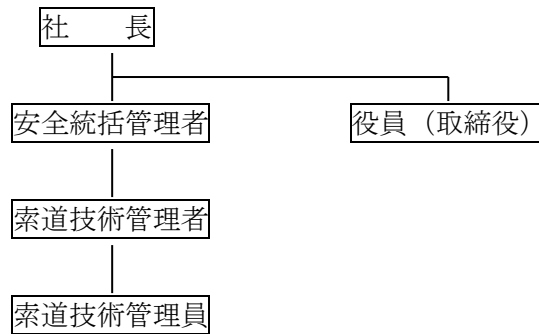 社　　長
安全統括管理者
役員（取締役）
索道技術管理者
索道技術管理員